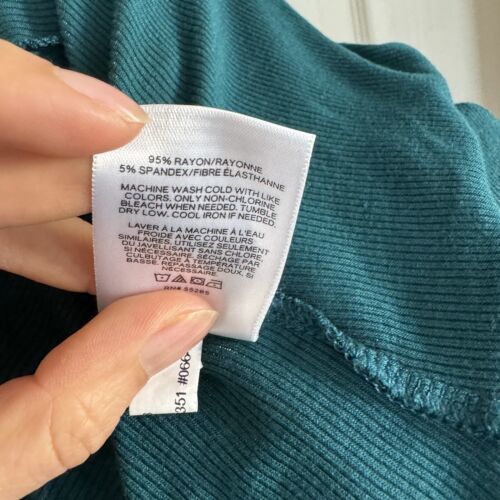 95% RAYON/RAYONNE
5% SPANDEX/FIBRE ÉLASTHANNE
MACHINE WASH COLD WITH LIKE
COLORS. ONLY NON-CHLORINE
BLEACH WHEN NEEDED. TUMBLE
DRY LOW. COOL IRON IF NEEDED.
LAVER À LA MACHINE À L'EAU
FROIDE AVEC COULEURS
SIMILAIRES, UTILISEZ SEULEMENT
DU JAVELLISANT SANS CHLORE,
SI NÉCESSAIRE. SÉCHAGE PAR
CULBUTAGE À TEMPÉRATURE
BASSE. REPASSAGE DOUX, SI
NÉCESSAIRE
RN# 55285
351 #066